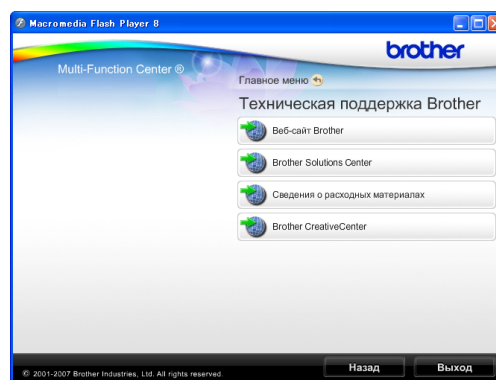 Macromedia Flash Player 8
brother
Multi-Function Center ®
Главное меню
Техническая поддержка Brother
Веб-сайт Brother
Brother Solutions Center
Сведения о расходных материалах
Brother CreativeCenter
© 2001-2007 Brother Industries, Ltd. All rights reserved.
Назад
Выход